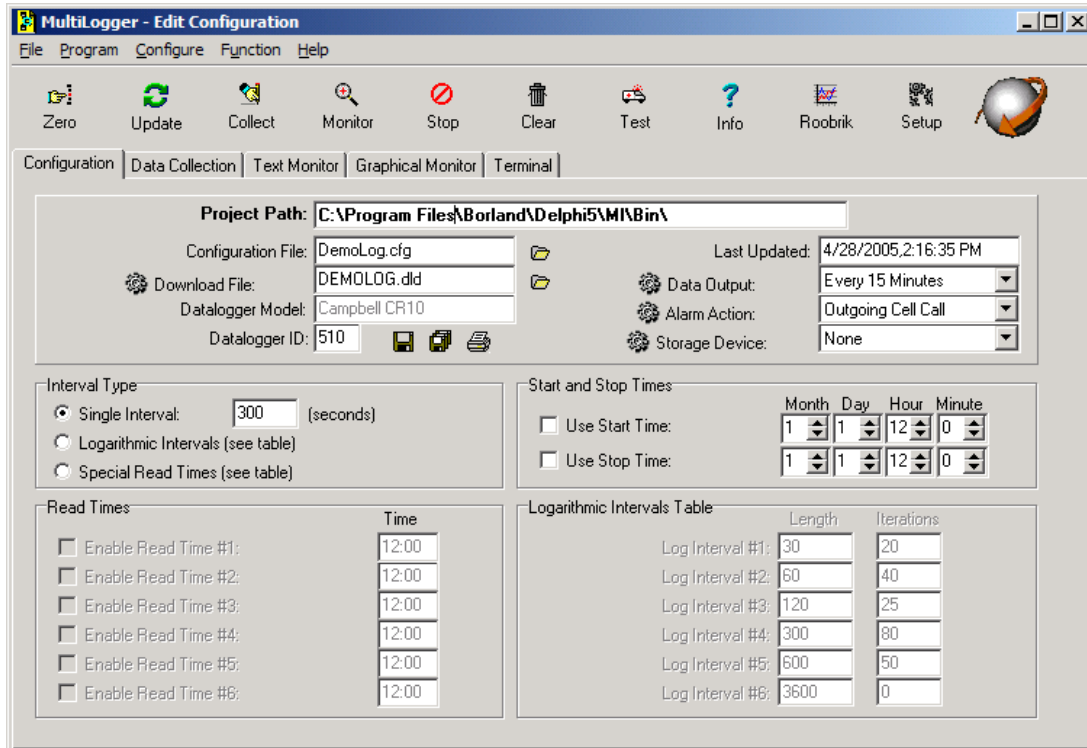 MultiLogger - Edit Configuration
File Program Configure Function Help
Zero Update Collect Monitor Stop Clear Test Info Roobrik Setup
Configuration Data Collection Text Monitor Graphical Monitor Terminal
Project Path: C:\Program Files\Borland\Delphi5\Ml\Bin\
Configuration File: DemoLog.cfg Last Updated: 4/28/2005,2:16:35 PM
Download File: DEMOLOG.dld Data Output: Every 15 Minutes
Datalogger Model: Campbell CR10 Alarm Action: Outgoing Cell Call
Datalogger ID: 510 Storage Device: None
Interval Type
Single Interval: 300 (seconds)
Logarithmic Intervals (see table)
Special Read Times (see table)
Start and Stop Times
Month Day Hour Minute
Use Start Time: 1 1 12 0
Use Stop Time: 1 1 12 0
Read Times
Time
Enable Read Time #1: 12:00
Enable Read Time #2: 12:00
Enable Read Time #3: 12:00
Enable Read Time #4: 12:00
Enable Read Time #5: 12:00
Enable Read Time #6: 12:00
Logarithmic Intervals Table
Length Iterations
Log Interval #1: 30 20
Log Interval #2: 60 40
Log Interval #3: 120 25
Log Interval #4: 300 80
Log Interval #5: 600 50
Log Interval #6: 3600 0